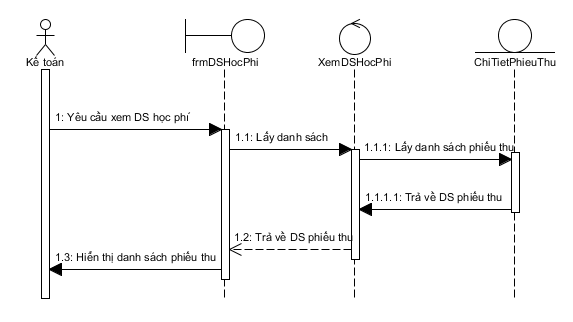 Kế toán
frmDSHocPhi
XemDSHocPhi
ChiTietPhieuThu
1: Yêu cầu xem DS học phí
1.1: Lấy danh sách
1.1.1: Lấy danh sách phiếu thu
1.1.1.1: Trả về DS phiếu thu
1.2: Trả về DS phiếu thu
1.3: Hiển thị danh sách phiếu thu